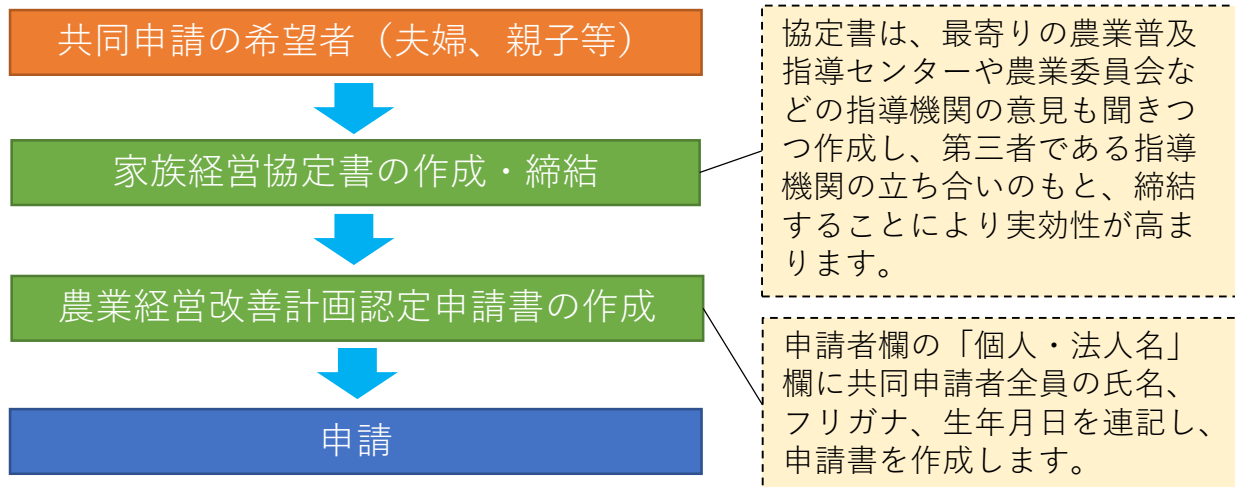 共同申請の希望者（夫婦、親子等）
家族経営協定書の作成・締結
農業経営改善計画認定申請書の作成
申請
協定書は、最寄りの農業普及
指導センターや農業委員会な
どの指導機関の意見も聞きつ
つ作成し、第三者である指導
機関の立ち合いのもと、締結
することにより実効性が高ま
ります。
申請者欄の「個人・法人名」
欄に共同申請者全員の氏名、
フリガナ、生年月日を連記し、
申請書を作成します。